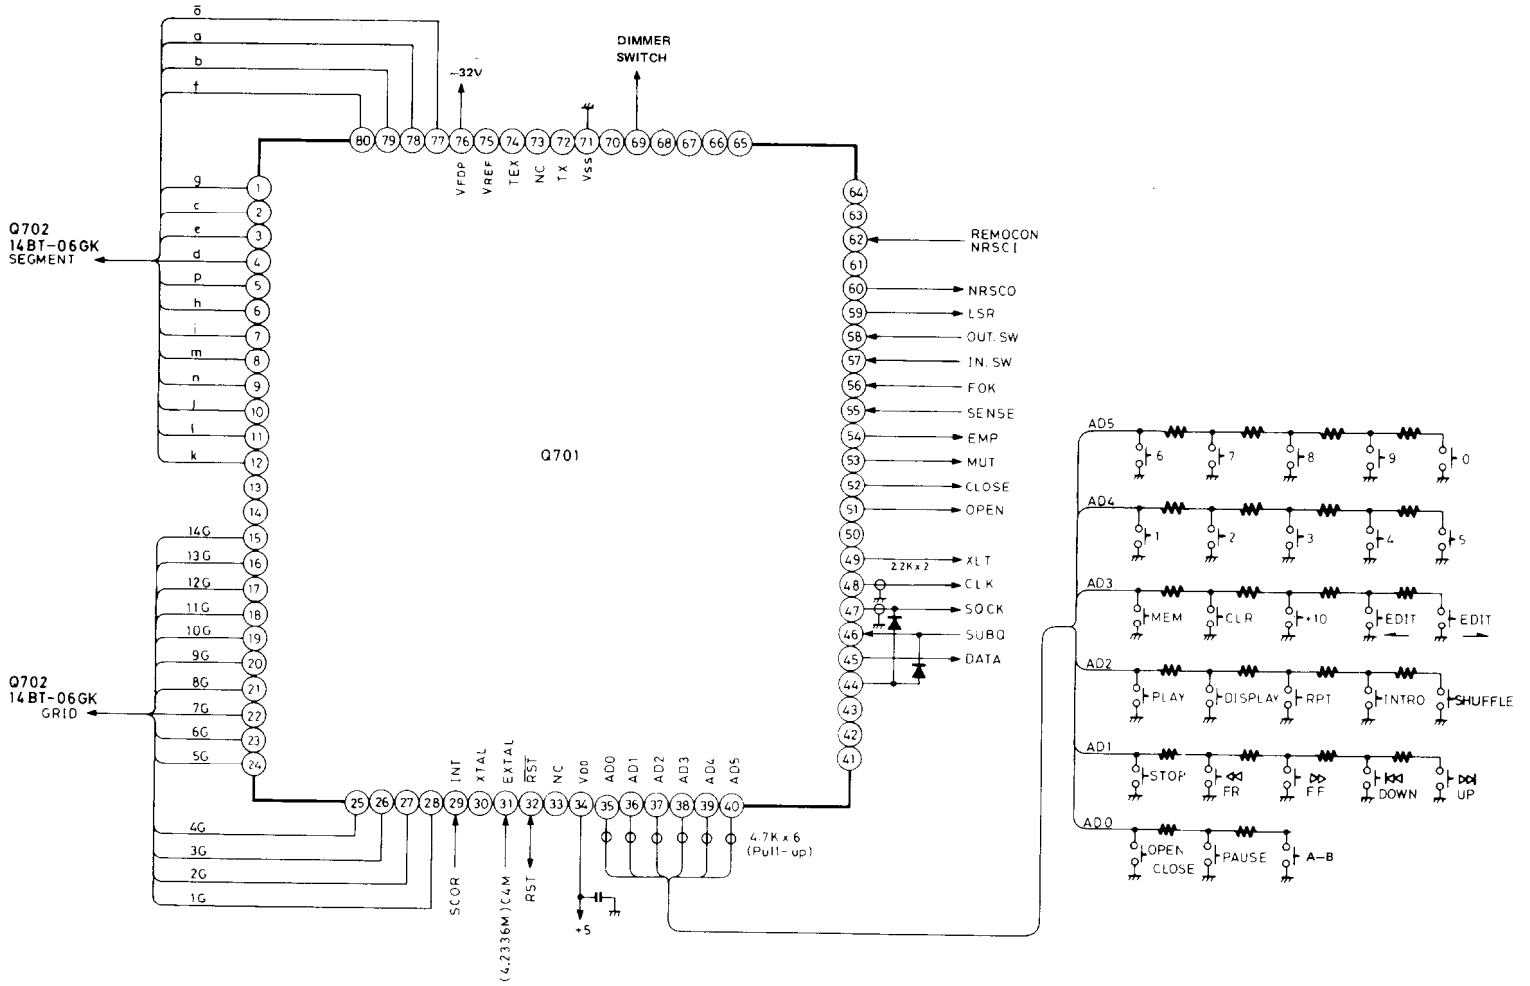 o
a
b
f
DIMMER
SWITCH
–32V
80 79 78 77 76 75 74 73 72 71 70 69 68 67 66 65
VFDP
VREF
TEX
NC
TX
VSS
g 1
c 2
e 3
d 4
p 5
h 6
i 7
m 8
n 9
j 10
l 11
k 12
13
14
Q702
14BT-06GK
SEGMENT
14G 15
13G 16
12G 17
11G 18
10G 19
9G 20
8G 21
7G 22
6G 23
5G 24
Q702
14BT-06GK
GRID
Q701
64
63
62 REMOCON
NRSCI
61
60 NRSCO
59 LSR
58 OUT.SW
57 IN.SW
56 FOK
55 SENSE
54 EMP
53 MUT
52 CLOSE
51 OPEN
50
49 XLT
2.2K x 2
48 CLK
47 SQCK
46 SUBQ
45 DATA
44
43
42
41
INT
XTAL
EXTAL
RST
NC
VDD
AD0
AD1
AD2
AD3
AD4
AD5
25 26 27 28 29 30 31 32 33 34 35 36 37 38 39 40
4G
3G
2G
1G
SCOR
(4.2336M) C4M
RST
+5
4.7K x 6
(Pull-up)
AD5
6 7 8 9 0
AD4
1 2 3 4 5
AD3
MEM CLR +10 EDIT EDIT
AD2
PLAY DISPLAY RPT INTRO SHUFFLE
AD1
STOP FR FF DOWN UP
AD0
OPEN
CLOSE PAUSE A-B